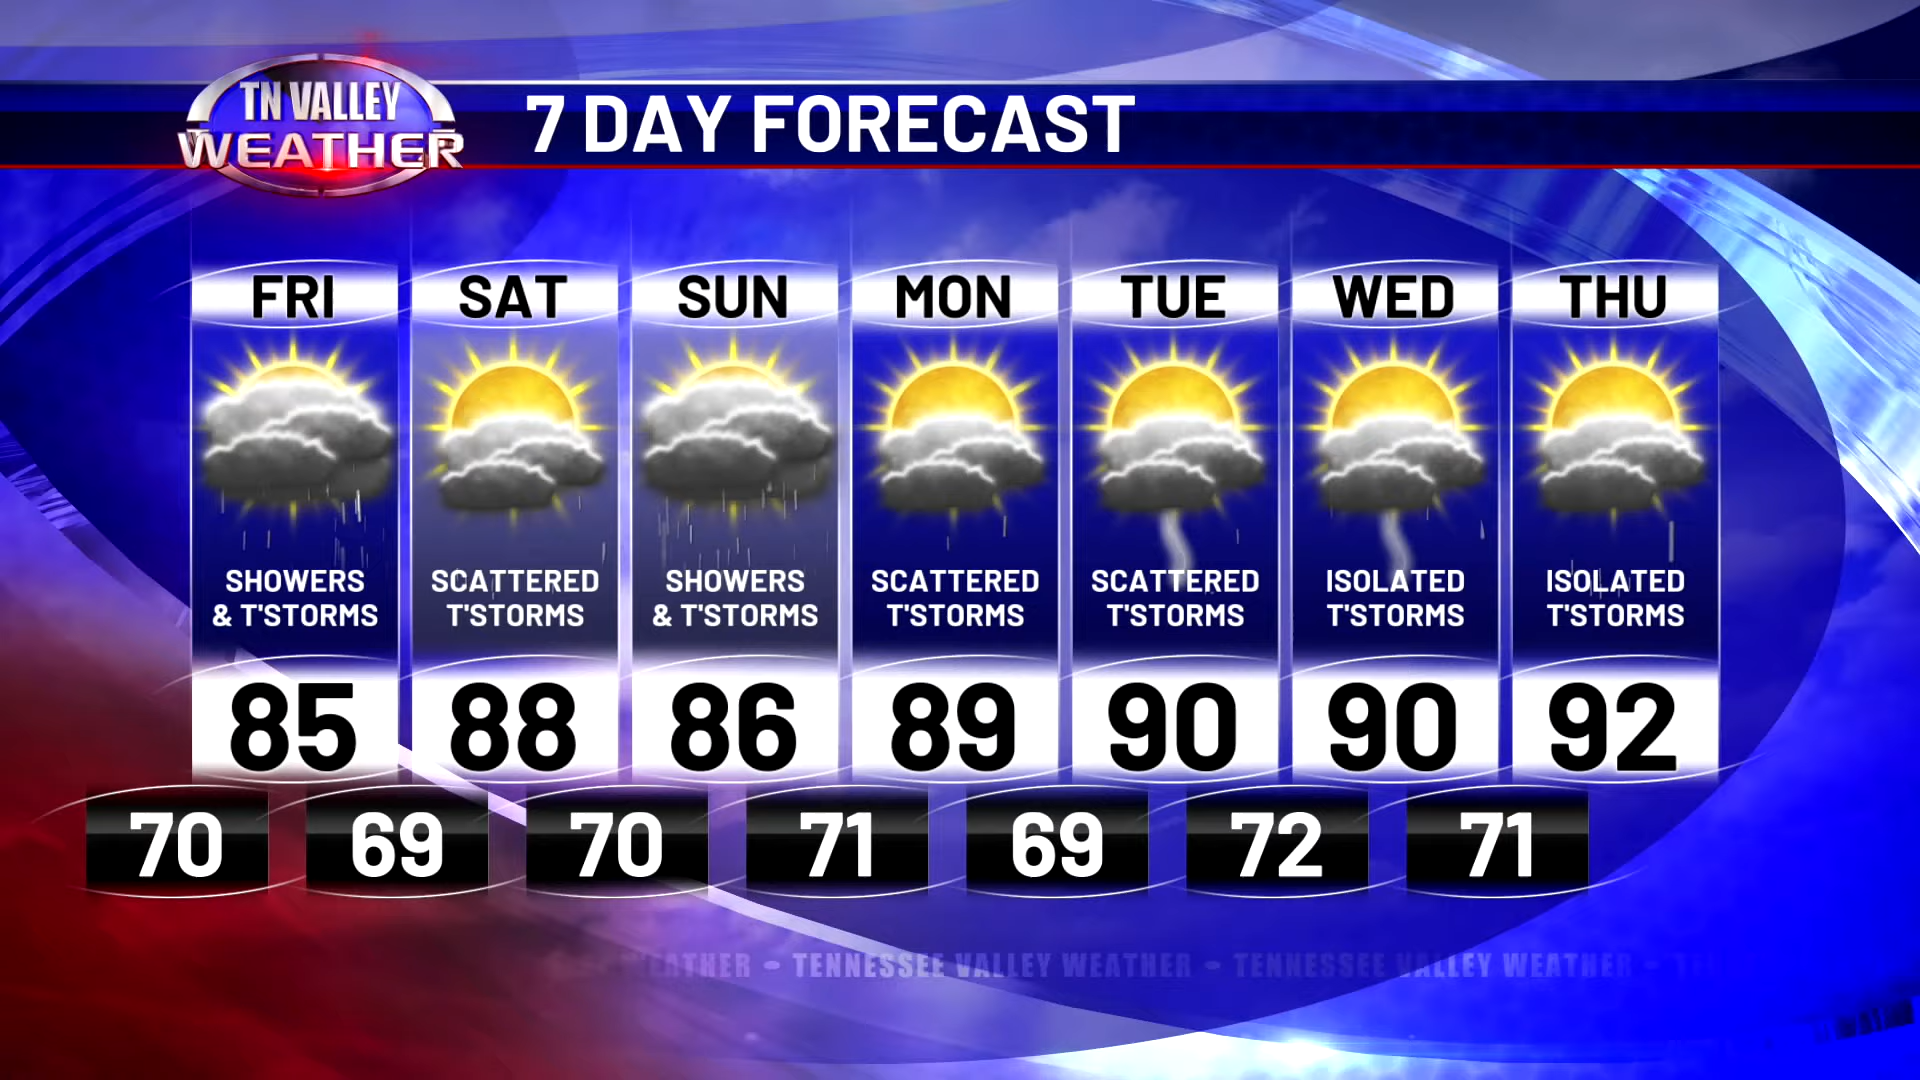 TN VALLEY
WEATHER
7 DAY FORECAST
FRI
SAT
SUN
MON
TUE
WED
THU
SHOWERS
& T'STORMS
SCATTERED
T'STORMS
SHOWERS
& T'STORMS
SCATTERED
T'STORMS
SCATTERED
T'STORMS
ISOLATED
T'STORMS
ISOLATED
T'STORMS
85
88
86
89
90
90
92
70
69
70
71
69
72
71
WEATHER - TENNESSEE VALLEY WEATHER - TENNESSEE VALLEY WEATHER -